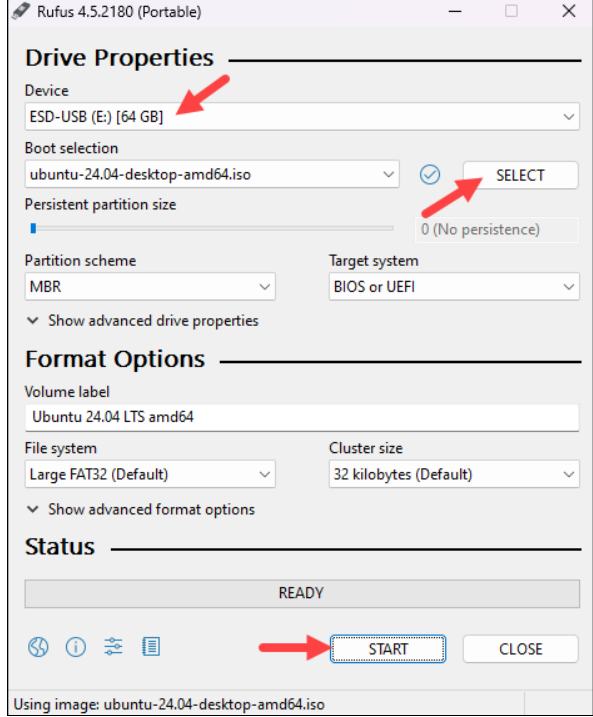 Rufus 4.5.2180 (Portable)
Drive Properties
Device
ESD-USB (E:) [64 GB]
Boot selection
ubuntu-24.04-desktop-amd64.iso
SELECT
Persistent partition size
0 (No persistence)
Partition scheme
Target system
MBR
BIOS or UEFI
Show advanced drive properties
Format Options
Volume label
Ubuntu 24.04 LTS amd64
File system
Cluster size
Large FAT32 (Default)
32 kilobytes (Default)
Show advanced format options
Status
READY
START
CLOSE
Using image: ubuntu-24.04-desktop-amd64.iso